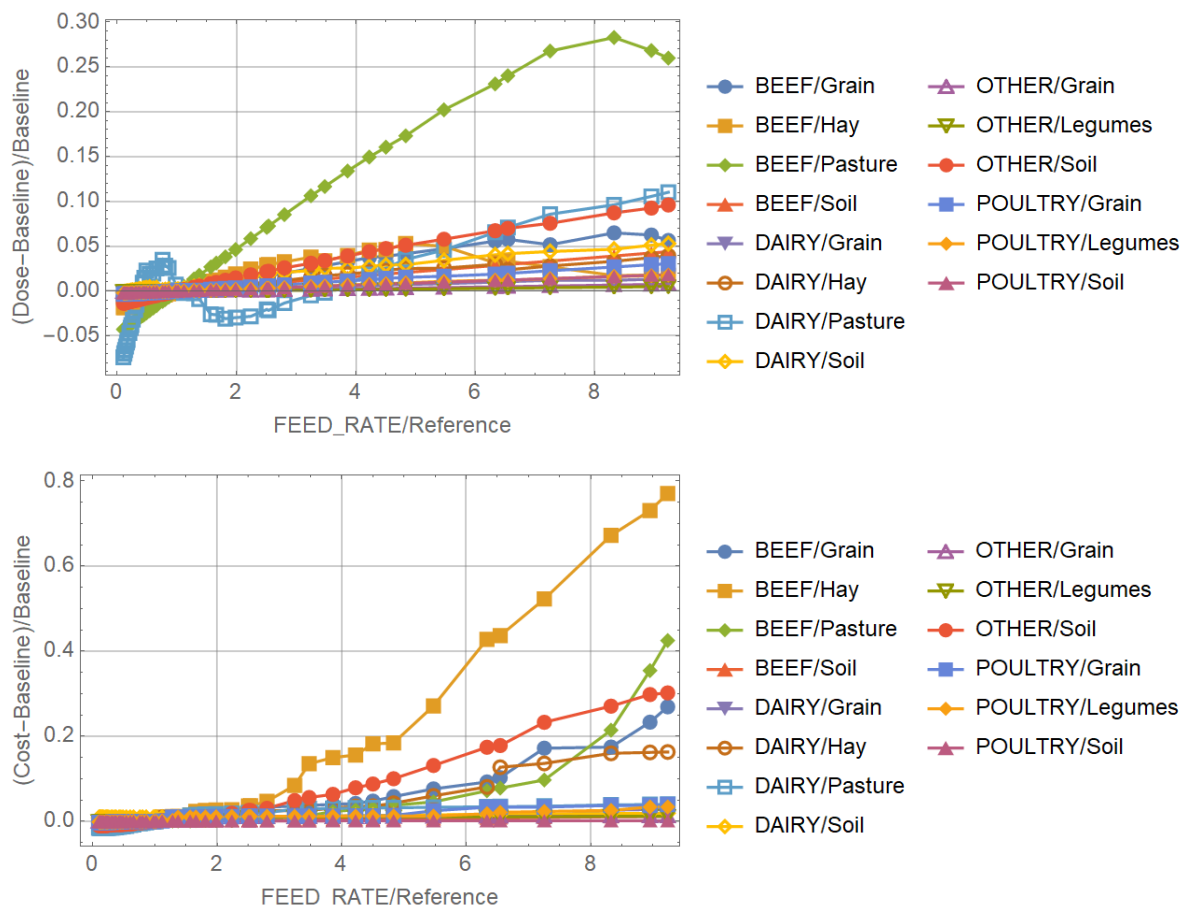 0.30
0.25
0.20
0.15
0.10
0.05
0.00
−0.05
(Dose−Baseline)/Baseline
0 2 4 6 8
FEED_RATE/Reference
BEEF/Grain
BEEF/Hay
BEEF/Pasture
BEEF/Soil
DAIRY/Grain
DAIRY/Hay
DAIRY/Pasture
DAIRY/Soil
OTHER/Grain
OTHER/Legumes
OTHER/Soil
POULTRY/Grain
POULTRY/Legumes
POULTRY/Soil
0.8
0.6
0.4
0.2
0.0
(Cost−Baseline)/Baseline
0 2 4 6 8
FEED_RATE/Reference
BEEF/Grain
BEEF/Hay
BEEF/Pasture
BEEF/Soil
DAIRY/Grain
DAIRY/Hay
DAIRY/Pasture
DAIRY/Soil
OTHER/Grain
OTHER/Legumes
OTHER/Soil
POULTRY/Grain
POULTRY/Legumes
POULTRY/Soil